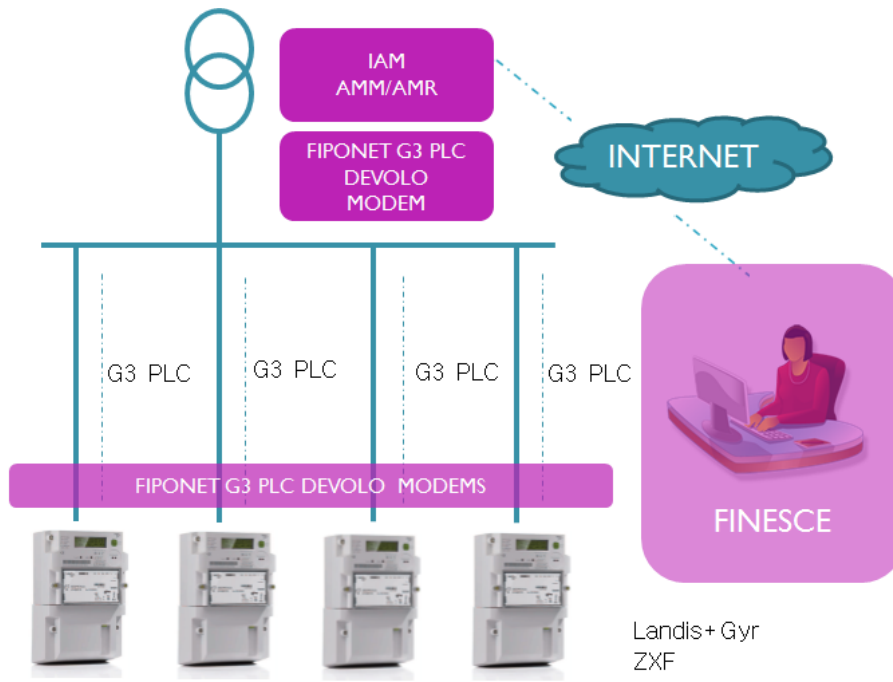 IAM
AMM/AMR
FIPONET G3 PLC
DEVOLO
MODEM
INTERNET
G3 PLC
G3 PLC
G3 PLC
G3 PLC
FIPONET G3 PLC DEVOLO MODEMS
FINESCE
Landis+Gyr
ZXF